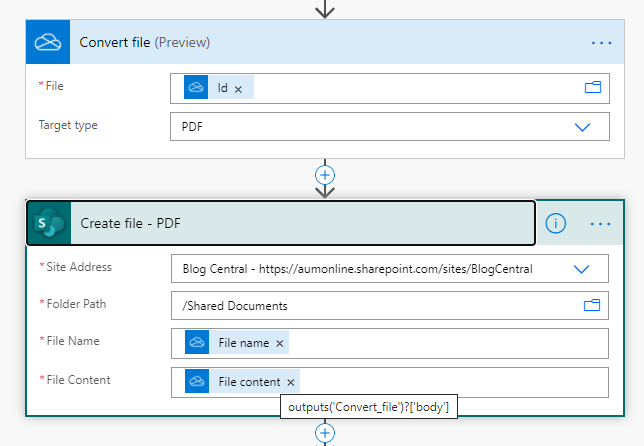 Convert file (Preview)
...
*File
Id ×
Target type
PDF
S
Create file - PDF
i
...
*Site Address
Blog Central - https://aumonline.sharepoint.com/sites/BlogCentral
*Folder Path
/Shared Documents
*File Name
File name ×
*File Content
File content ×
outputs('Convert_file')?['body']